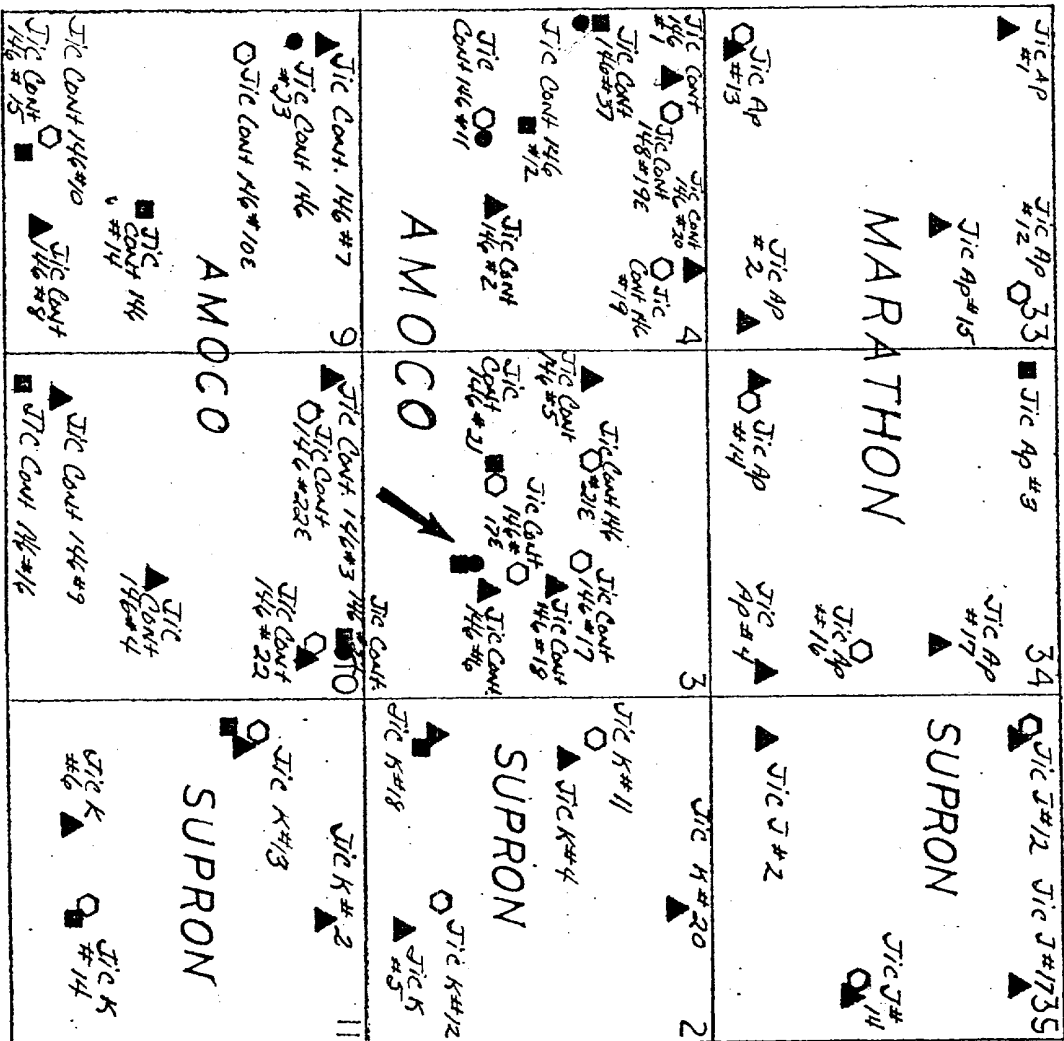 Jic AP
#1
Jic AP
#12
33
Jic AP#15
MARATHON
Jic AP
#13
Jic AP
#2
Jic AP #3
34
Jic AP
#17
Jic AP
#16
Jic AP
#14
Jic
AP #4
Jic J#12
Jic J#17
35
SUPRON
Jic J#
14
Jic J #2
Jic Cont
146
#1
Jic Cont
146
#20
4
Jic Cont
148#19E
Jic
Cont 146
#19
Jic Cont
146#37
Jic Cont 146
#12
Jic Cont
146#2
Jic
Cont 146 #11
AMOCO
3
Jic Cont 146
#21E
Jic Cont
146#17
Jic Cont
146#5
Jic Cont
146#18
Jic Cont
146#
17E
Jic
Cont
146#21
Jic Cont.
146#6
Jic K #20
2
Jic K#11
Jic K#4
SUPRON
Jic K#12
Jic K#18
Jic K
#5
Jic Cont. 146 #7
9
Jic Cont 146
#23
Jic Cont 146 #10E
AMOCO
Jic
Cont 146
#14
Jic Cont 146#10
Jic Cont
146#8
Jic Cont
146 #15
Jic Cont.
146
10
Jic Cont. 146#3
Jic Cont
146 #22E
Jic Cont
146 #22
Jic
Cont
146#4
Jic Cont 146#9
Jic Cont 146#16
Jic K# 2
11
Jic K#13
SUPRON
Jic K
#6
Jic K
#14